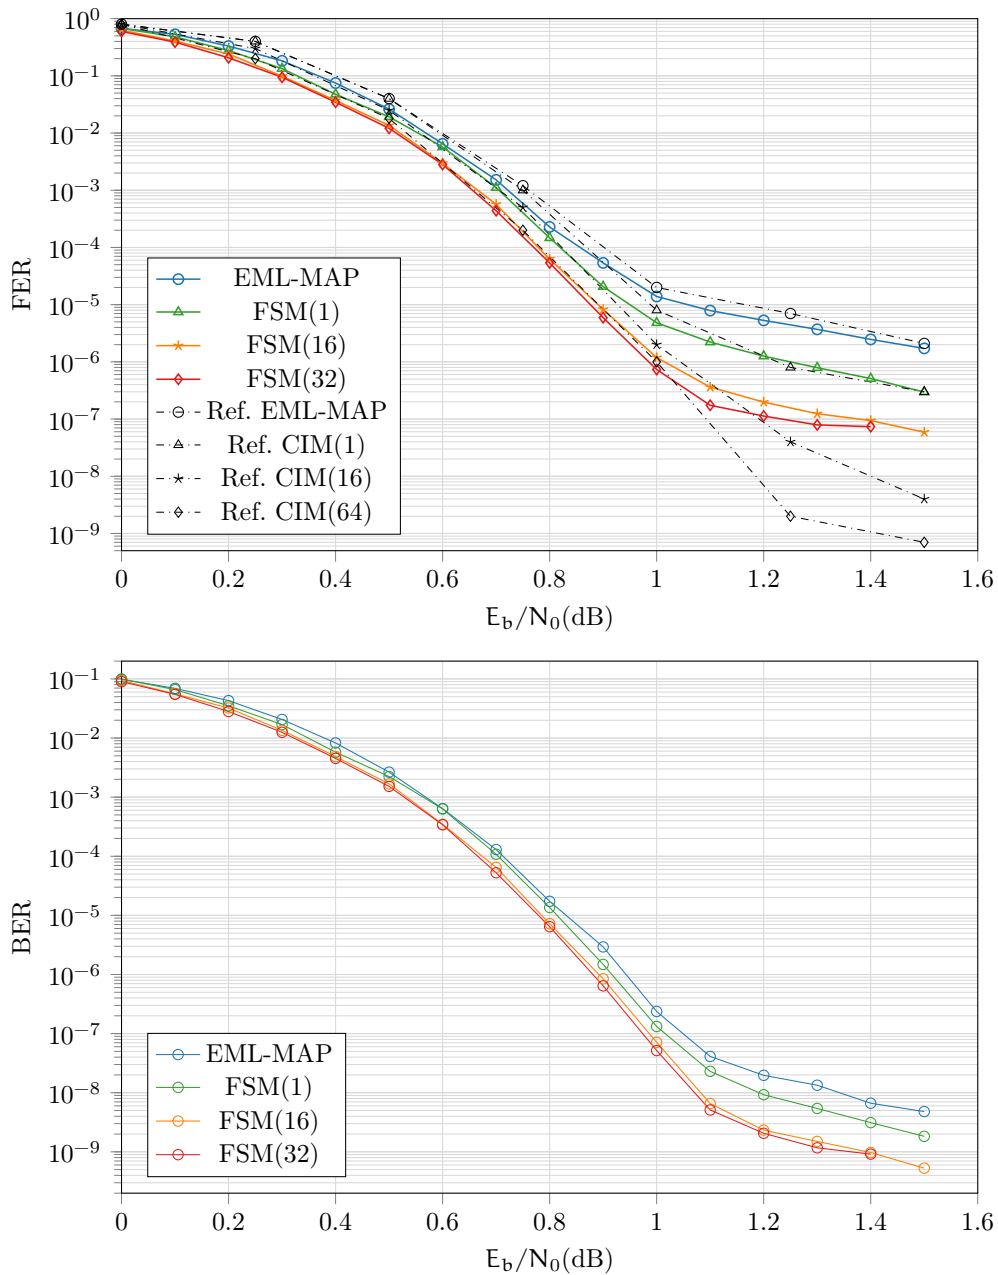 10^0
10^−1
10^−2
10^−3
10^−4
10^−5
10^−6
10^−7
10^−8
10^−9
FER
EML-MAP
FSM(1)
FSM(16)
FSM(32)
Ref. EML-MAP
Ref. CIM(1)
Ref. CIM(16)
Ref. CIM(64)
0 0.2 0.4 0.6 0.8 1 1.2 1.4 1.6
E_b/N_0(dB)
10^−1
10^−2
10^−3
10^−4
10^−5
10^−6
10^−7
10^−8
10^−9
BER
EML-MAP
FSM(1)
FSM(16)
FSM(32)
0 0.2 0.4 0.6 0.8 1 1.2 1.4 1.6
E_b/N_0(dB)